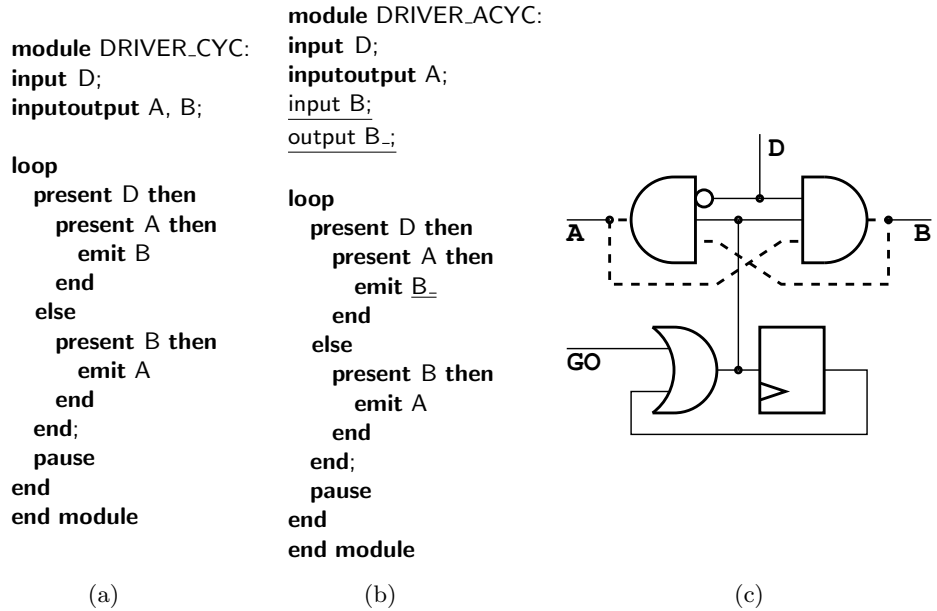 module DRIVER_CYC:
input D;
inputoutput A, B;
loop
present D then
present A then
emit B
end
else
present B then
emit A
end
end;
pause
end
end module
(a)
module DRIVER_ACYC:
input D;
inputoutput A;
input B;
output B_;
loop
present D then
present A then
emit B_
end
else
present B then
emit A
end
end;
pause
end
end module
(b)
D
A
B
GO
(c)